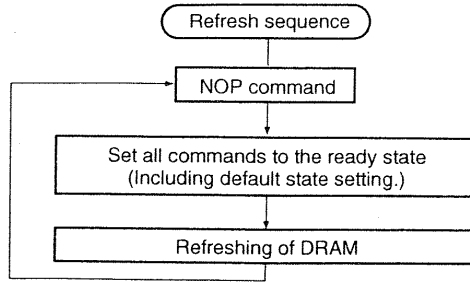 Refresh sequence
NOP command
Set all commands to the ready state
(Including default state setting.)
Refreshing of DRAM